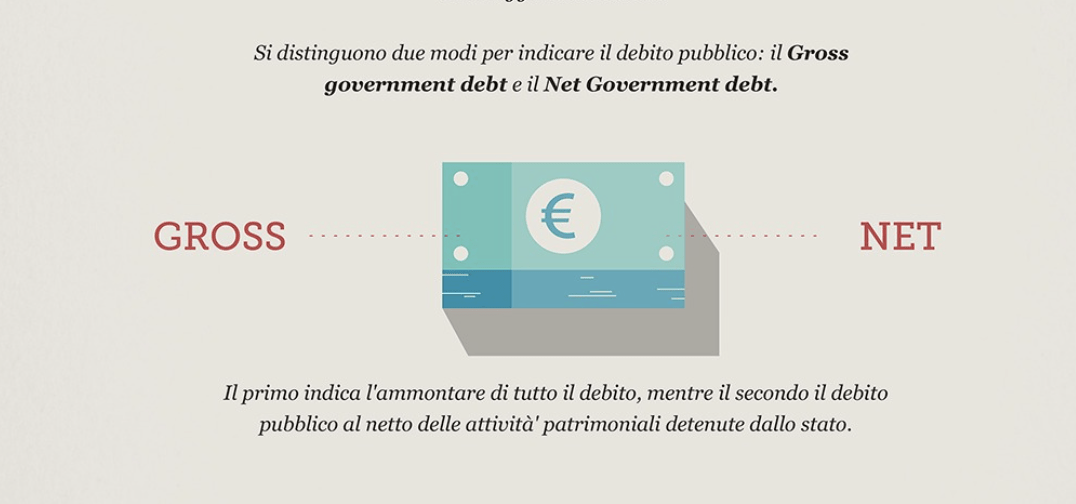 Si distinguono due modi per indicare il debito pubblico: il Gross
government debt e il Net Government debt.
€
GROSS
NET
Il primo indica l'ammontare di tutto il debito, mentre il secondo il debito
pubblico al netto delle attività' patrimoniali detenute dallo stato.